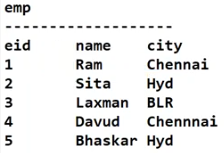 emp
--------------------
eid name city
1 Ram Chennai
2 Sita Hyd
3 Laxman BLR
4 Davud Chennnai
5 Bhaskar Hyd